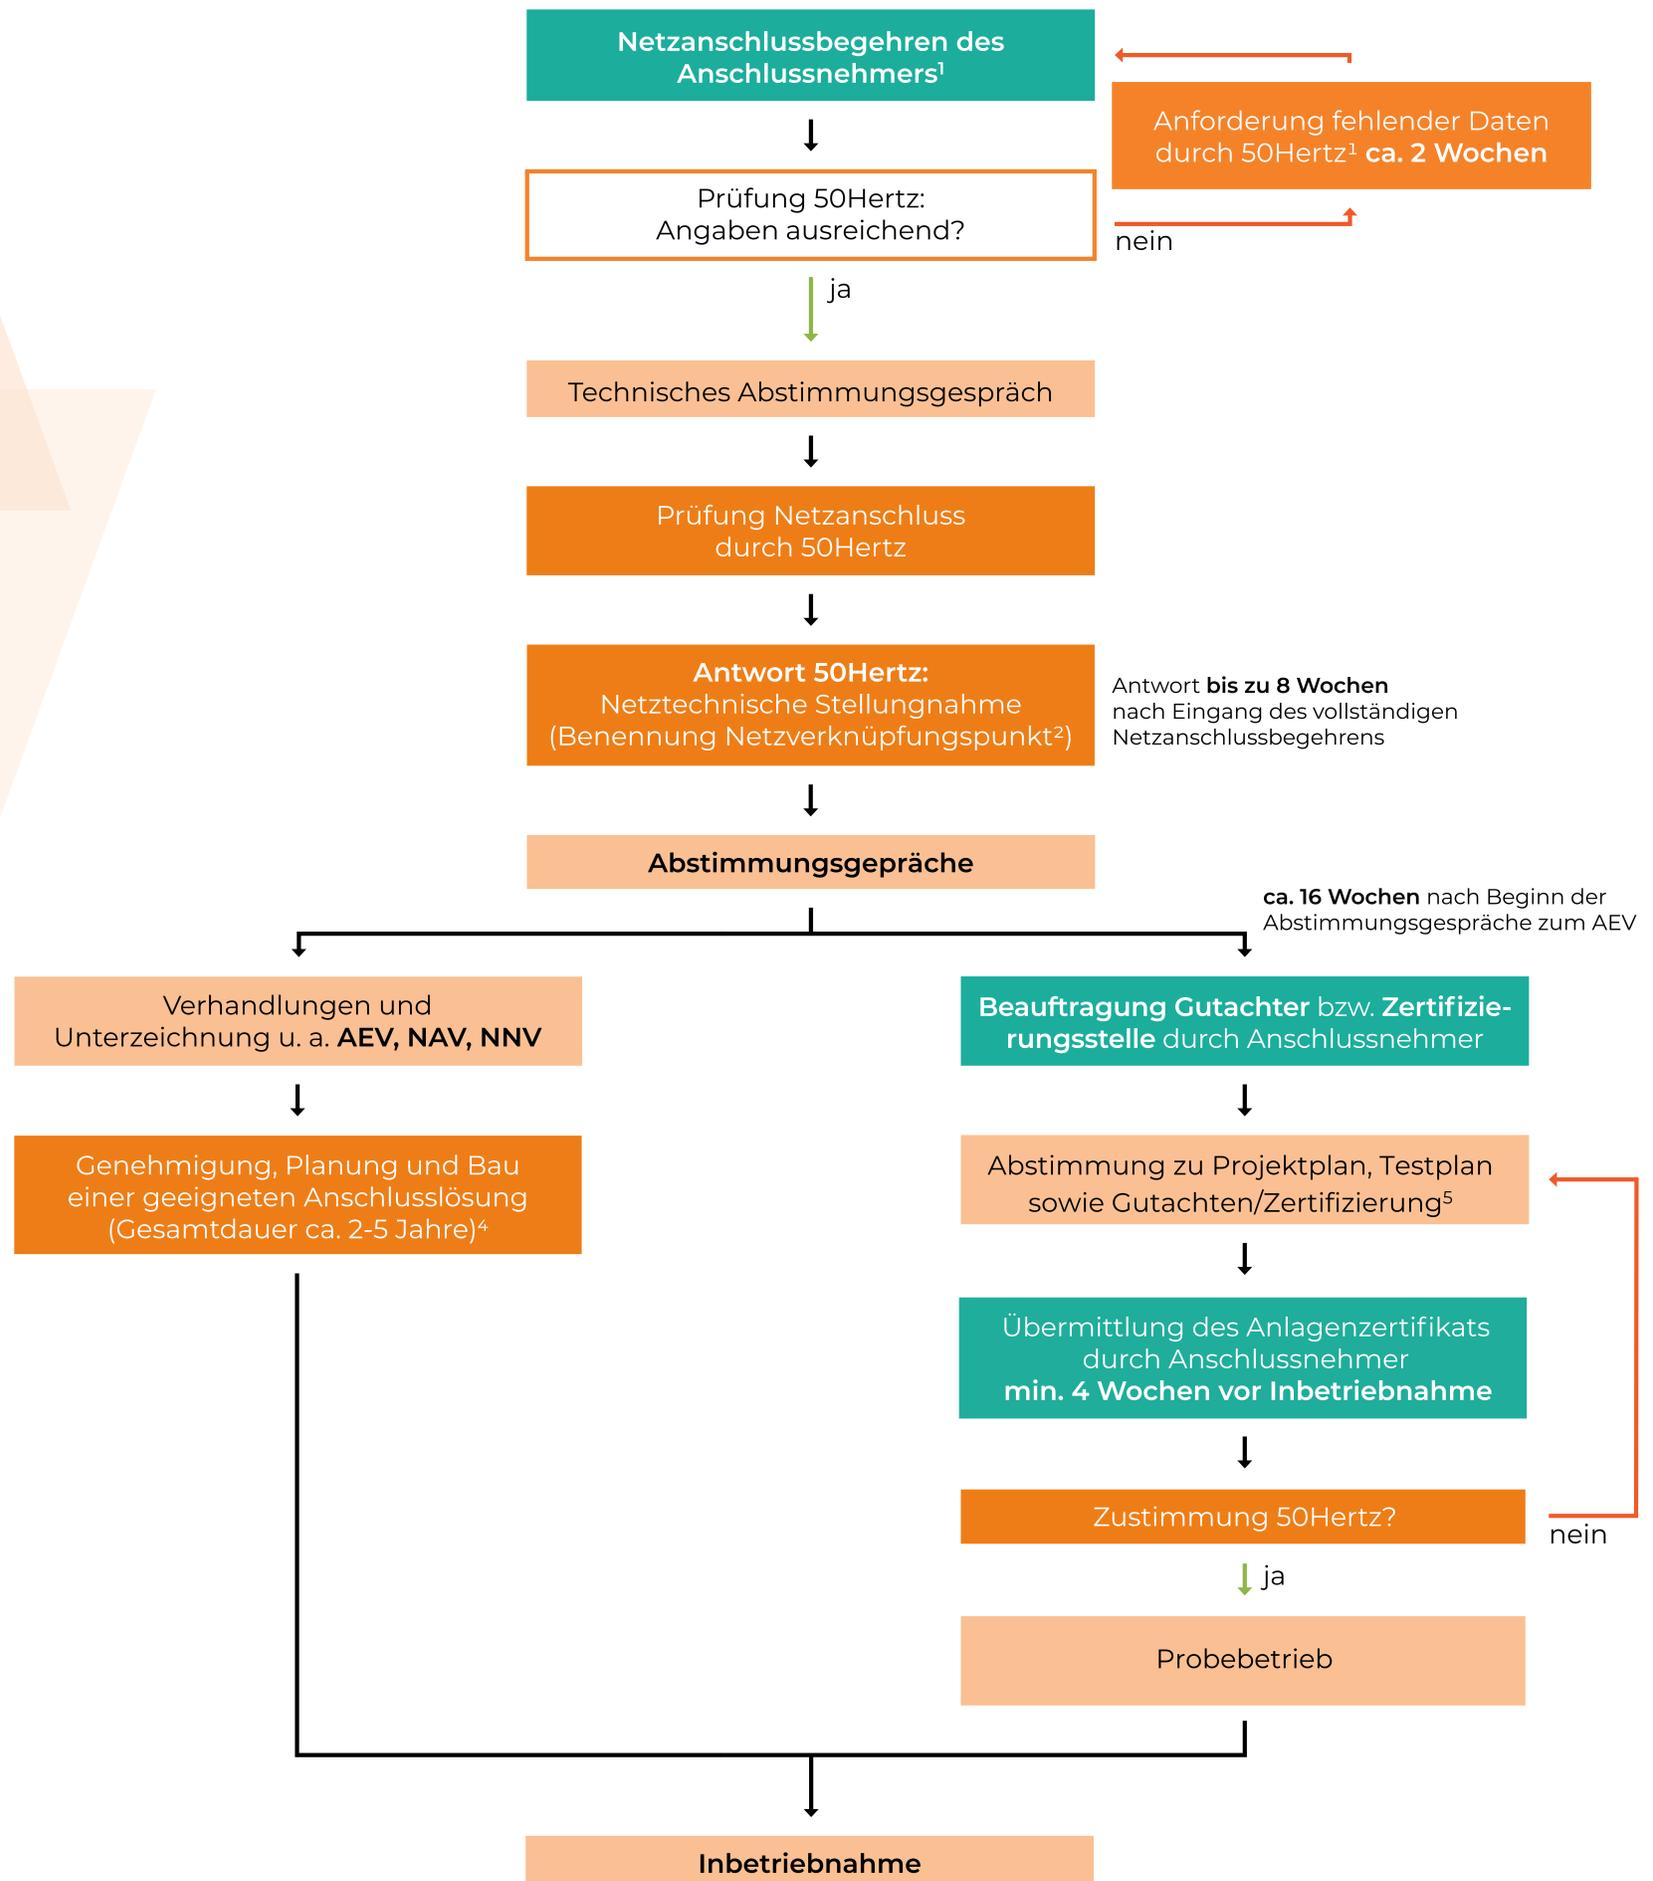 Netzanschlussbegehren des
Anschlussnehmers¹
Anforderung fehlender Daten
durch 50Hertz¹ ca. 2 Wochen
Prüfung 50Hertz:
Angaben ausreichend?
nein
ja
Technisches Abstimmungsgespräch
Prüfung Netzanschluss
durch 50Hertz
Antwort 50Hertz:
Netztechnische Stellungnahme
(Benennung Netzverknüpfungspunkt²)
Antwort bis zu 8 Wochen
nach Eingang des vollständigen
Netzanschlussbegehrens
Abstimmungsgepräche
ca. 16 Wochen nach Beginn der
Abstimmungsgespräche zum AEV
Verhandlungen und
Unterzeichnung u. a. AEV, NAV, NNV
Genehmigung, Planung und Bau
einer geeigneten Anschlusslösung
(Gesamtdauer ca. 2-5 Jahre)⁴
Beauftragung Gutachter bzw. Zertifizie-
rungsstelle durch Anschlussnehmer
Abstimmung zu Projektplan, Testplan
sowie Gutachten/Zertifizierung⁵
Übermittlung des Anlagenzertifikats
durch Anschlussnehmer
min. 4 Wochen vor Inbetriebnahme
Zustimmung 50Hertz?
nein
ja
Probebetrieb
Inbetriebnahme